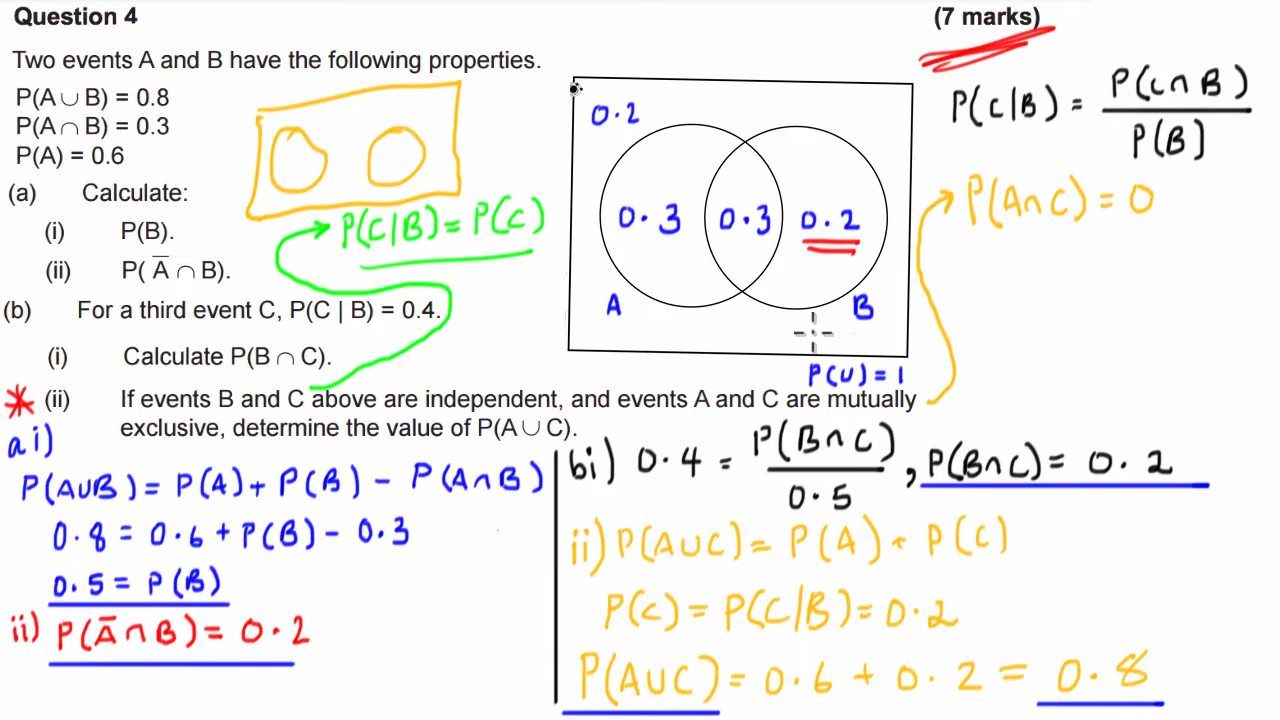 Question 4
(7 marks)
Two events A and B have the following properties.
P(A ∪ B) = 0.8
P(A ∩ B) = 0.3
P(A) = 0.6
(a) Calculate:
(i) P(B).
(ii) P( A̅ ∩ B).
P(C|B) = P(C)
(b) For a third event C, P(C | B) = 0.4.
(i) Calculate P(B ∩ C).
* (ii) If events B and C above are independent, and events A and C are mutually
exclusive, determine the value of P(A ∪ C).
0.2
0.3 0.3 0.2
A B
P(U) = 1
P(C|B) = P(C∩B) / P(B)
P(A∩C) = 0
ai)
P(A∪B) = P(A) + P(B) - P(A∩B)
0.8 = 0.6 + P(B) - 0.3
0.5 = P(B)
ii) P(A̅ ∩ B) = 0.2
bi) 0.4 = P(B∩C) / 0.5 , P(B∩C) = 0.2
ii) P(A∪C) = P(A) + P(C)
P(C) = P(C|B) = 0.2
P(A∪C) = 0.6 + 0.2 = 0.8